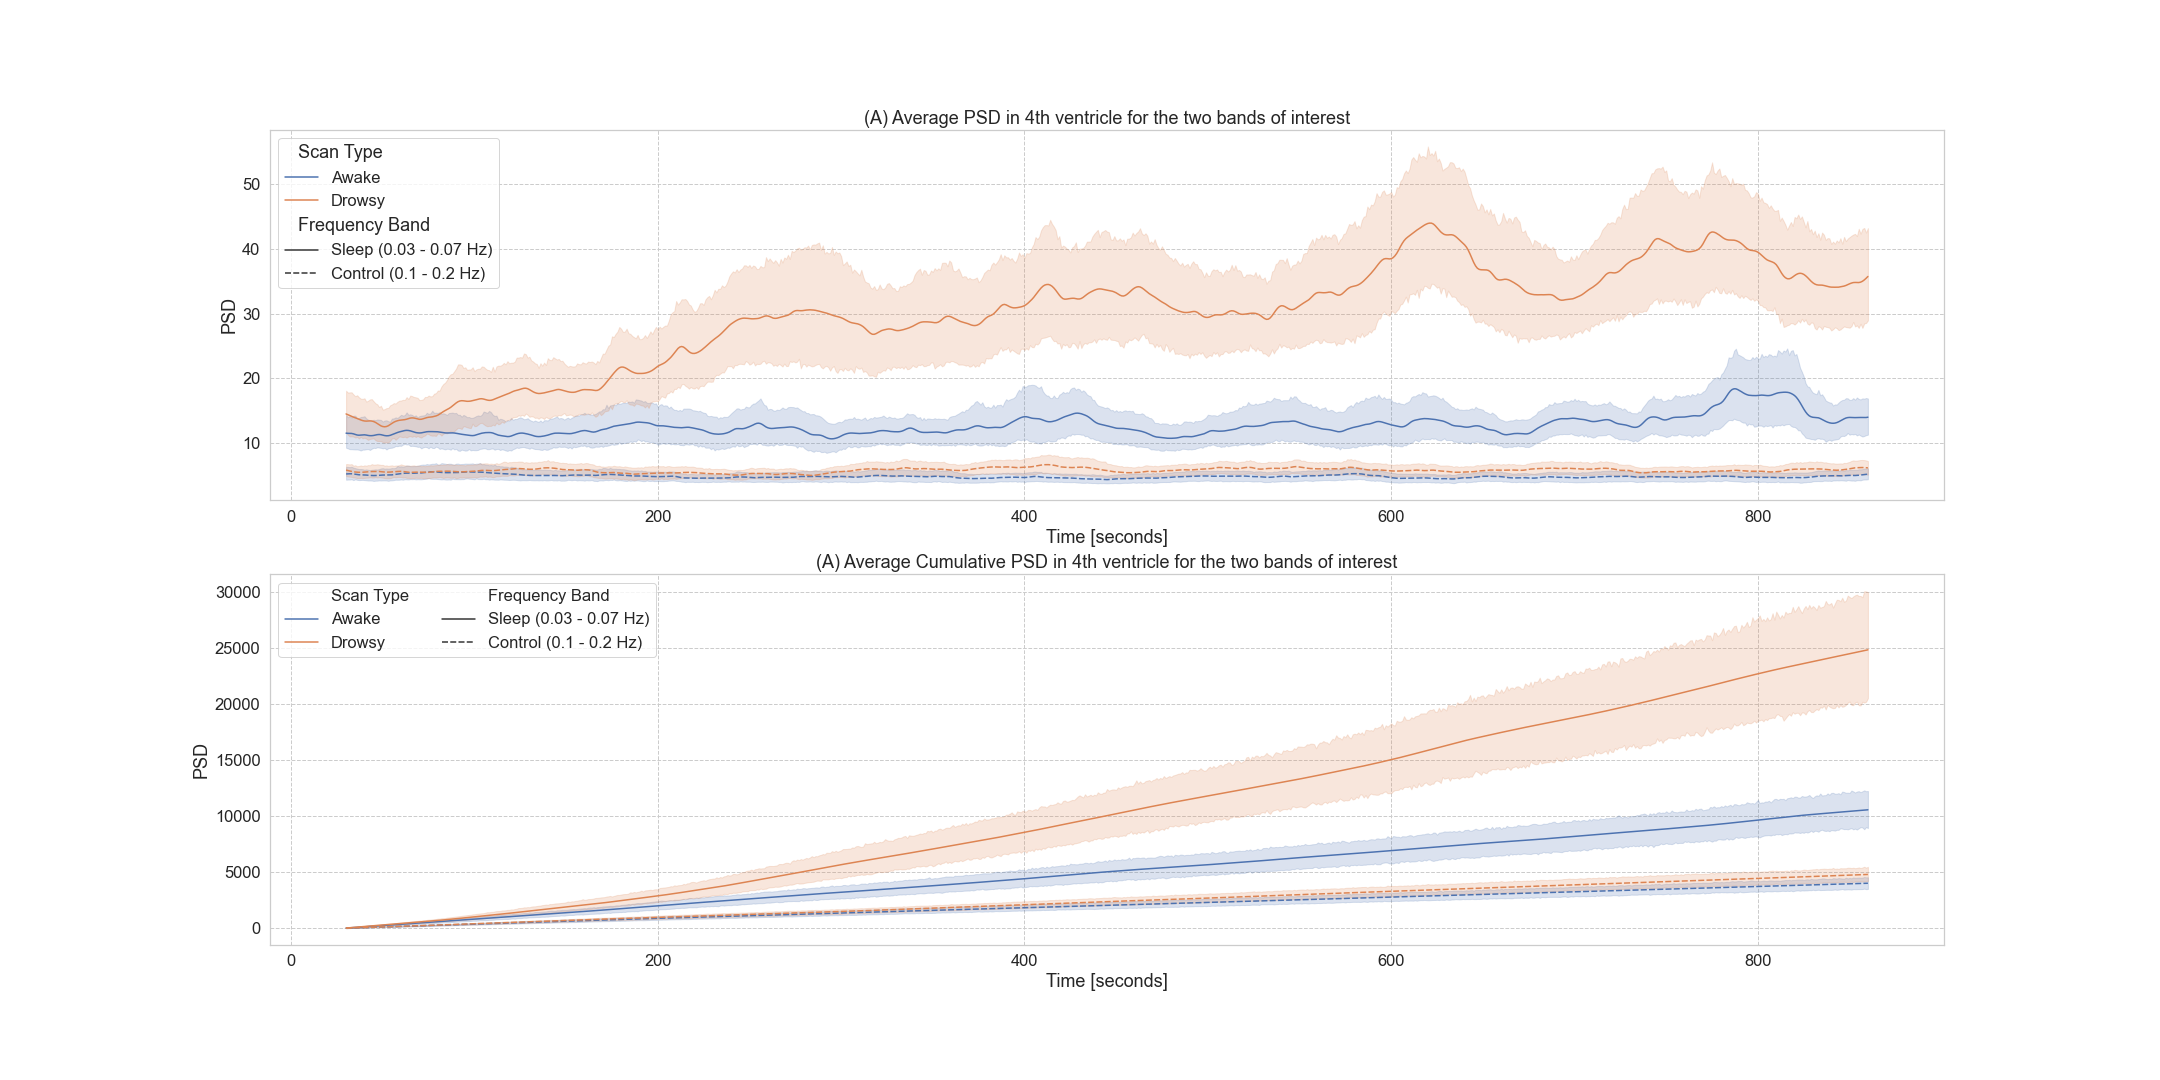 (A) Average PSD in 4th ventricle for the two bands of interest
Scan Type
Awake
Drowsy
Frequency Band
Sleep (0.03 - 0.07 Hz)
Control (0.1 - 0.2 Hz)
PSD
50
40
30
20
10
0 200 400 600 800
Time [seconds]
(A) Average Cumulative PSD in 4th ventricle for the two bands of interest
Scan Type Frequency Band
Awake Sleep (0.03 - 0.07 Hz)
Drowsy Control (0.1 - 0.2 Hz)
PSD
30000
25000
20000
15000
10000
5000
0
0 200 400 600 800
Time [seconds]